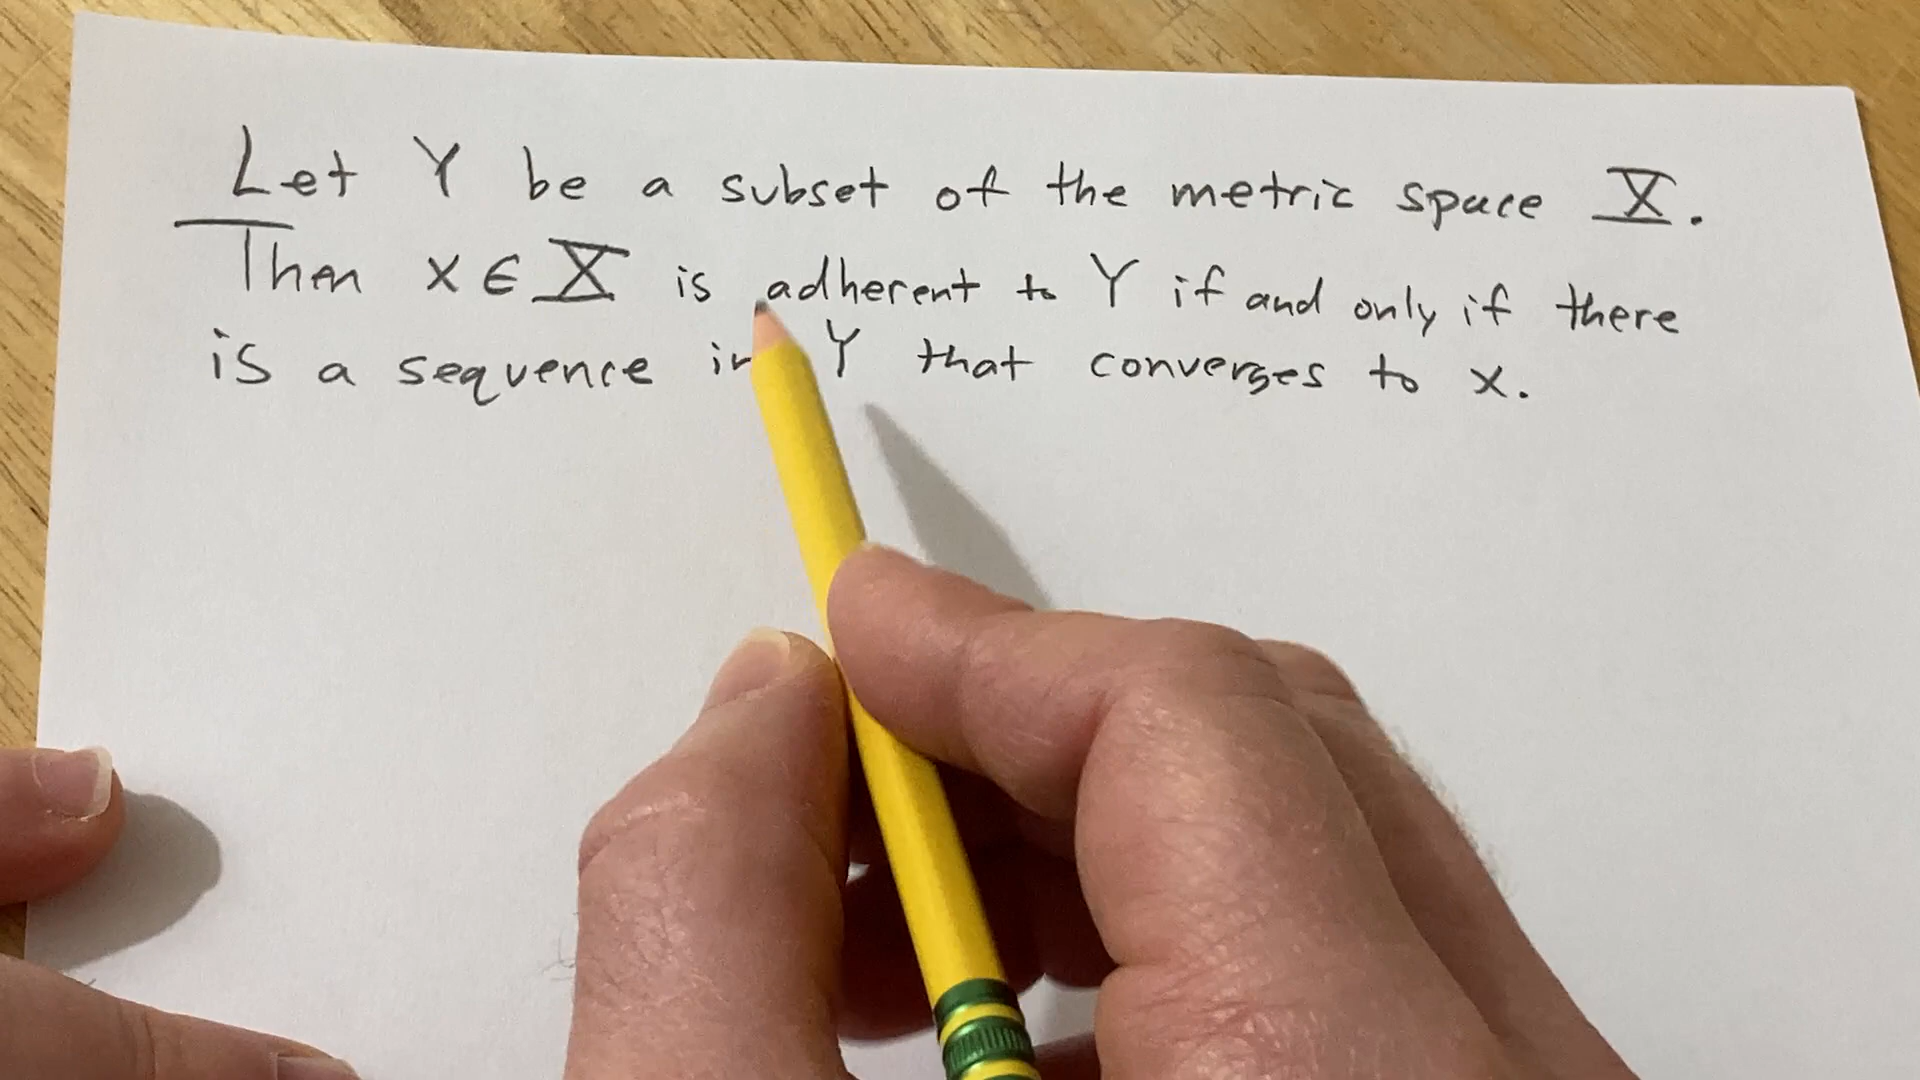 Let Y be a subset of the metric space X.
Then x ∈ X is adherent to Y if and only if there
is a sequence in Y that converges to x.